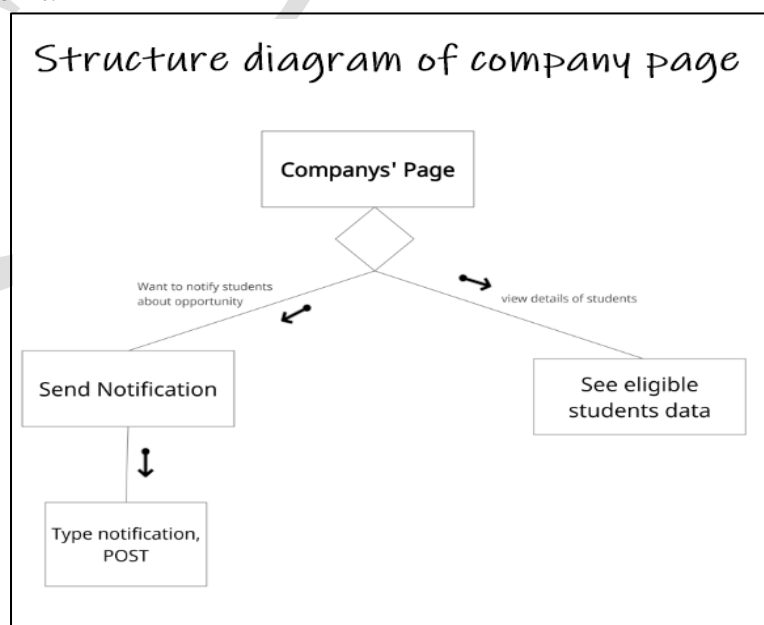 Structure diagram of company page
Companys' Page
Want to notify students
about opportunity
view details of students
Send Notification
See eligible
students data
Type notification,
POST